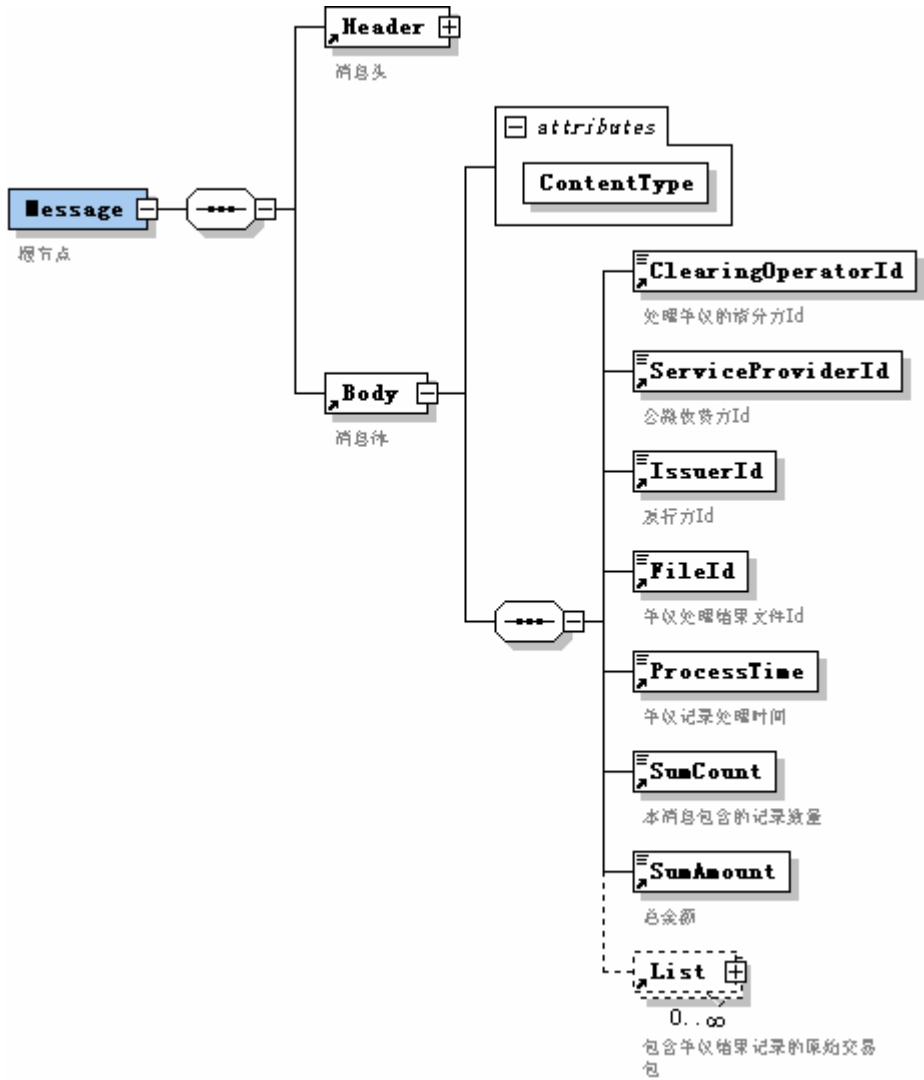 Header
消息头
attributes
ContentType
Message
根节点
ClearingOperatorId
处理争议的清分方Id
ServiceProviderId
公路收费方Id
Body
消息体
IssuerId
发行方Id
FileId
争议处理结果文件Id
ProcessTime
争议记录处理时间
SumCount
本消息包含的记录数量
SumAmount
总金额
List
0..∞
包含争议结果记录的原始交易
包